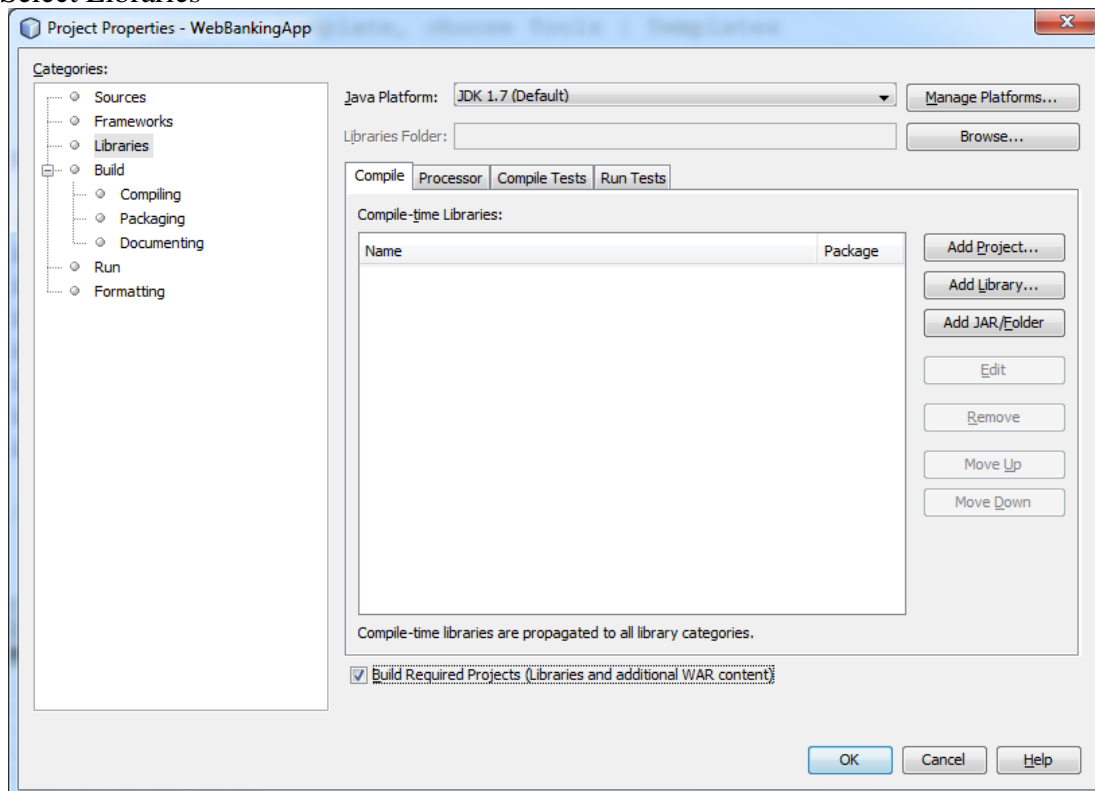 Select Libraries
Project Properties - WebBankingApp
Categories:
Sources
Frameworks
Libraries
Build
Compiling
Packaging
Documenting
Run
Formatting
Java Platform: JDK 1.7 (Default) Manage Platforms...
Libraries Folder: Browse...
Compile Processor Compile Tests Run Tests
Compile-time Libraries:
Name Package
Add Project...
Add Library...
Add JAR/Folder
Edit
Remove
Move Up
Move Down
Compile-time libraries are propagated to all library categories.
Build Required Projects (Libraries and additional WAR content)
OK Cancel Help